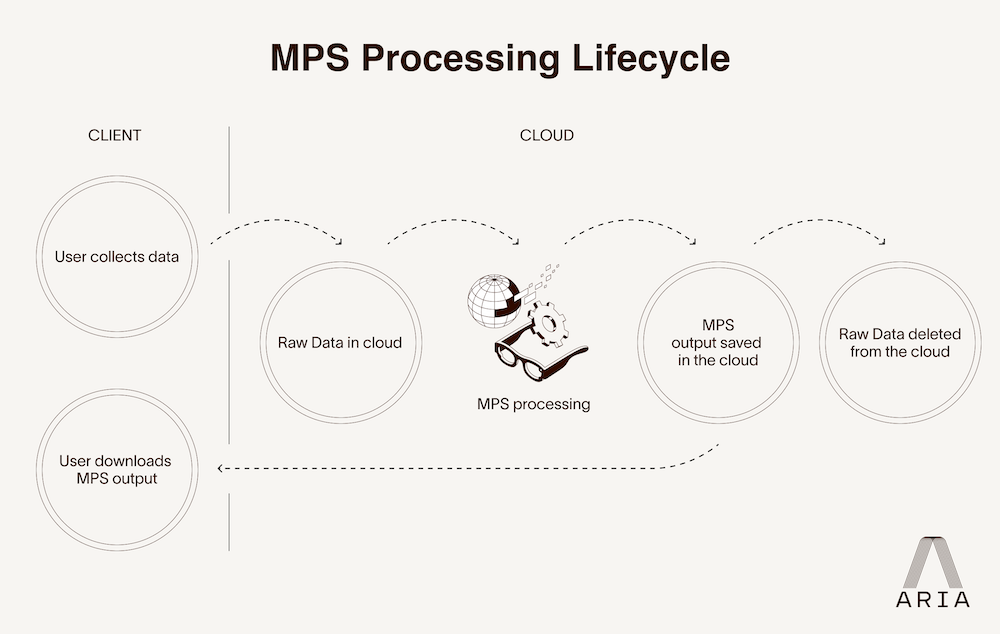 MPS Processing Lifecycle
CLIENT
CLOUD
User collects data
Raw Data in cloud
MPS processing
MPS
output saved
in the cloud
Raw Data deleted
from the cloud
User downloads
MPS output
ARIA